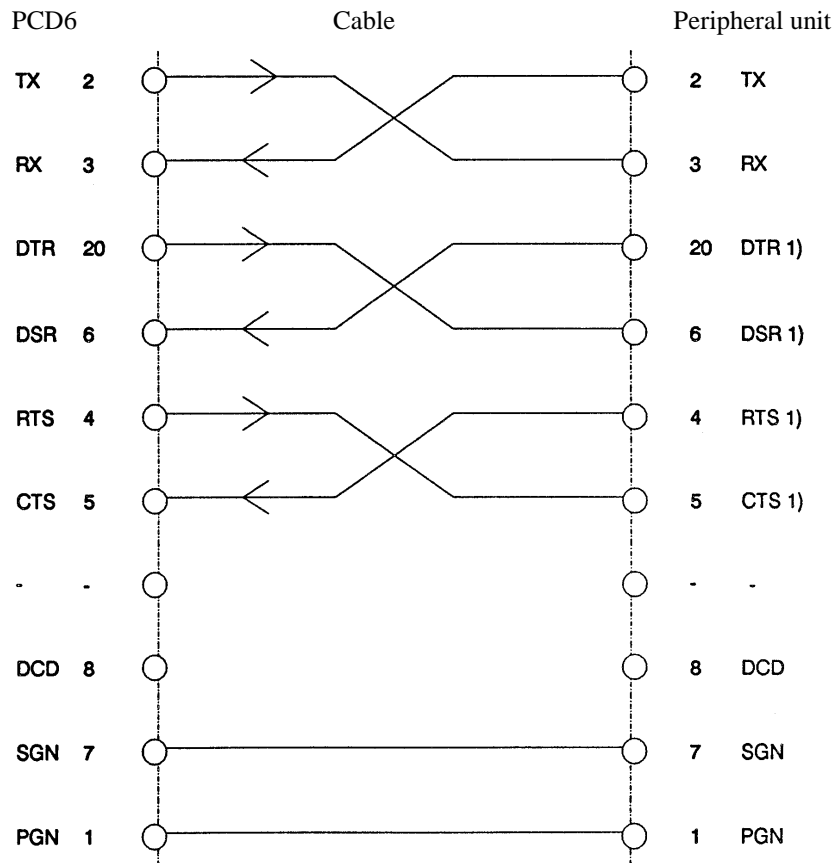 PCD6 Cable Peripheral unit
TX 2 2 TX
RX 3 3 RX
DTR 20 20 DTR 1)
DSR 6 6 DSR 1)
RTS 4 4 RTS 1)
CTS 5 5 CTS 1)
- - - -
DCD 8 8 DCD
SGN 7 7 SGN
PGN 1 1 PGN